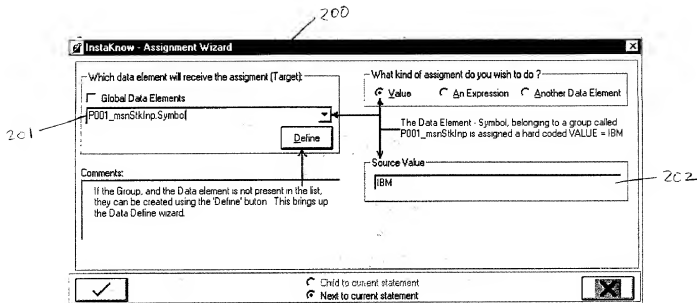 200
InstaKnow - Assignment Wizard
Which data element will receive the assigment (Target):
Global Data Elements
P001_msnStkInp.Symbol
201
Define
What kind of assigment do you wish to do ?
Value
An Expression
Another Data Element
The Data Element - Symbol, belonging to a group called
P001_msnStkInp is assigned a hard coded VALUE = IBM
Source Value
IBM
202
Comments:
If the Group, and the Data element is not present in the list,
they can be created using the 'Define' buton This brings up
the Data Define wizard.
Child to current statement
Next to current statement